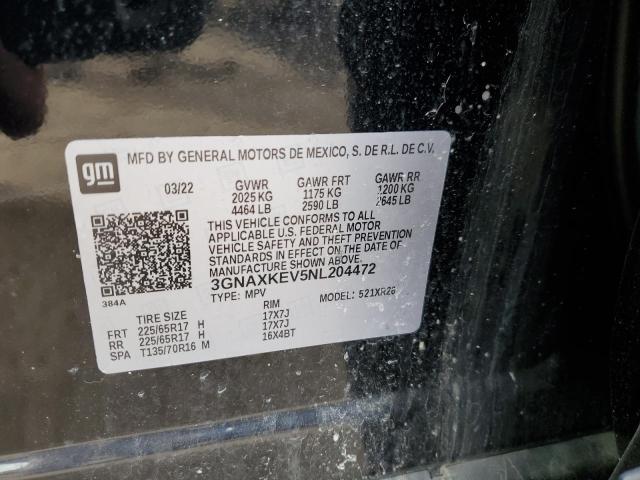 gm
MFD BY GENERAL MOTORS DE MEXICO, S. DE R.L. DE C.V.
03/22 GVWR GAWR FRT GAWR RR
2025 KG 1175 KG 1200 KG
4464 LB 2590 LB 2645 LB
THIS VEHICLE CONFORMS TO ALL
APPLICABLE U.S. FEDERAL MOTOR
VEHICLE SAFETY AND THEFT PREVENTION
STANDARDS IN EFFECT ON THE DATE OF
MANUFACTURE SHOWN ABOVE.
3GNAXKEV5NL204472
384A TYPE: MPV MODEL: 521XR26
TIRE SIZE RIM
FRT 225/65R17 H 17X7J
RR 225/65R17 H 17X7J
SPA T135/70R16 M 16X4BT